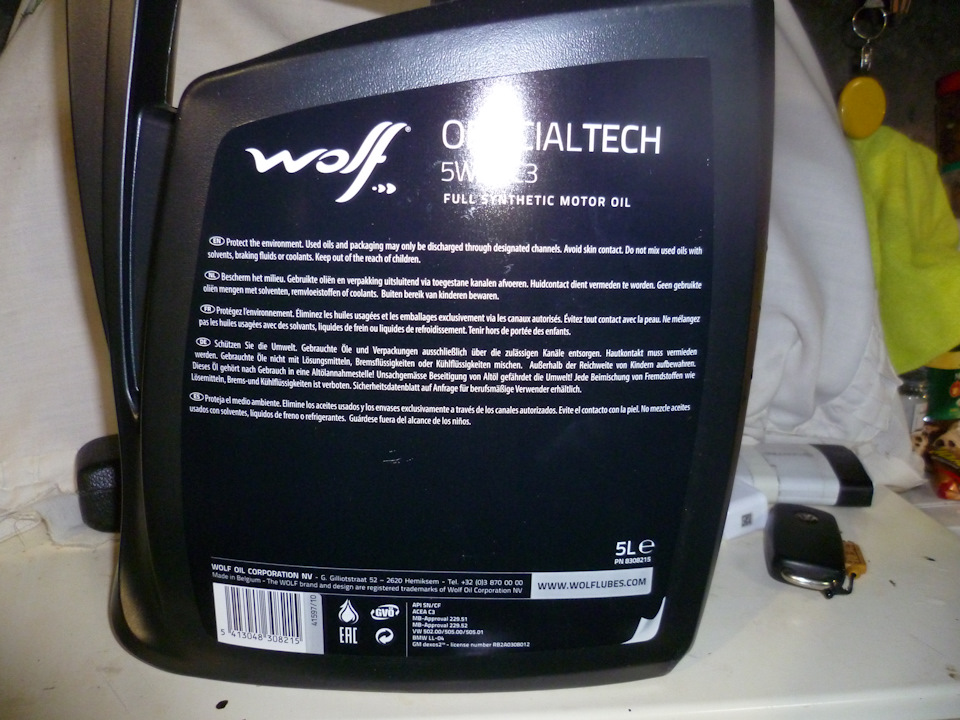 wolf
FULL SYNTHETIC MOTOR OIL
EN Protect the environment. Used oils and packaging may only be discharged through designated channels. Avoid skin contact. Do not mix used oils with
solvents, braking fluids or coolants. Keep out of the reach of children.
NL Bescherm het milieu. Gebruikte oliën en verpakking uitsluitend via toegestane kanalen afvoeren. Huidcontact dient vermeden te worden. Geen gebruikte
oliën mengen met solventen, remvloeistoffen of coolants. Buiten bereik van kinderen bewaren.
FR Protégez l'environnement. Éliminez les huiles usagées et les emballages exclusivement via les canaux autorisés. Évitez tout contact avec la peau. Ne mélangez
pas les huiles usagées avec des solvants, liquides de frein ou liquides de refroidissement. Tenir hors de portée des enfants.
DE Schützen Sie die Umwelt. Gebrauchte Öle und Verpackungen ausschließlich über die zulässigen Kanäle entsorgen. Hautkontakt muss vermieden
werden. Gebrauchte Öle nicht mit Lösungsmitteln, Bremsflüssigkeiten oder Kühlflüssigkeiten mischen. Außerhalb der Reichweite von Kindern aufbewahren.
Dieses Öl gehört nach Gebrauch in eine Altölannahmestelle! Unsachgemässe Beseitigung von Altöl gefährdet die Umwelt! Jede Beimischung von Fremdstoffen wie
Lösemitteln, Brems-und Kühlflüssigkeiten ist verboten. Sicherheitsdatenblatt auf Anfrage für berufsmäßige Verwender erhältlich.
ES Proteja el medio ambiente. Elimine los aceites usados y los envases exclusivamente a través de los canales autorizados. Evite el contacto con la piel. No mezcle aceites
usados con solventes, líquidos de freno o refrigerantes. Guárdese fuera del alcance de los niños.
5L e
PN 8308215
WOLF OIL CORPORATION NV - G. Gilliotstraat 52 - 2620 Hemiksem - Tel. +32 (0)3 870 00 00
Made in Belgium - The WOLF brand and design are registered trademarks of Wolf Oil Corporation NV
WWW.WOLFLUBES.COM
5 413048 308215
41597/10
EAC
GVO
API SN/CF
ACEA C3
MB-Approval 229.51
MB-Approval 229.52
VW 502.00/505.00/505.01
BMW LL-04
GM dexos2™ - license number RB2A0308012